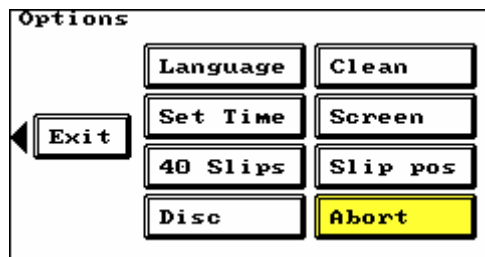 Options
Language Clean
Set Time Screen
Exit
40 Slips Slip pos
Disc Abort